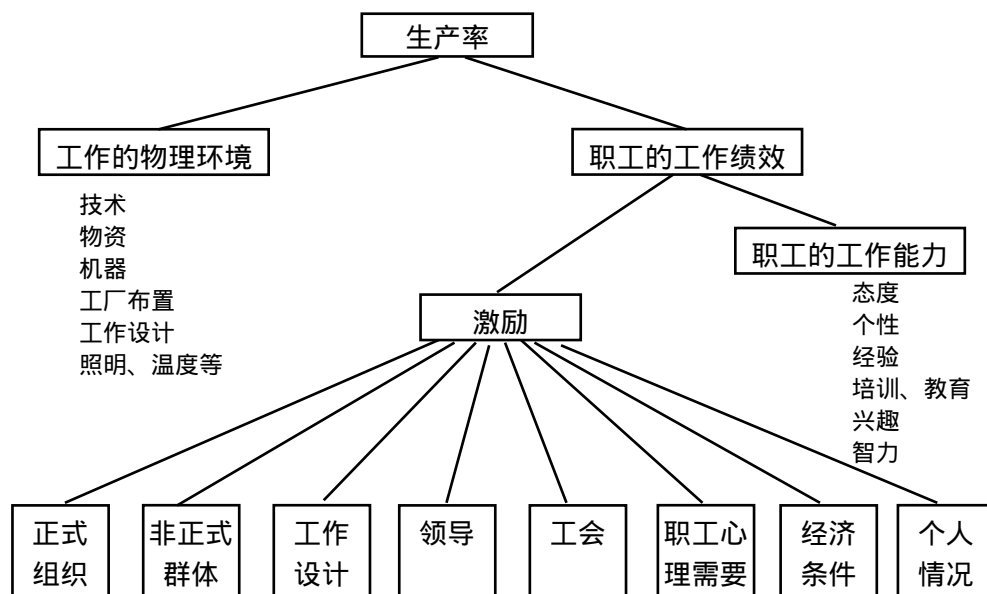 生产率
工作的物理环境
技术
物资
机器
工厂布置
工作设计
照明、温度等
职工的工作绩效
职工的工作能力
态度
个性
经验
培训、教育
兴趣
智力
激励
正式
组织
非正式
群体
工作
设计
领导
工会
职工心
理需要
经济
条件
个人
情况